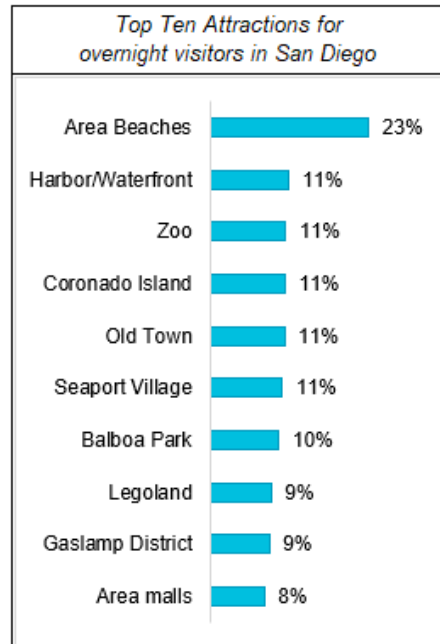 Top Ten Attractions for
overnight visitors in San Diego
Area Beaches 23%
Harbor/Waterfront 11%
Zoo 11%
Coronado Island 11%
Old Town 11%
Seaport Village 11%
Balboa Park 10%
Legoland 9%
Gaslamp District 9%
Area malls 8%